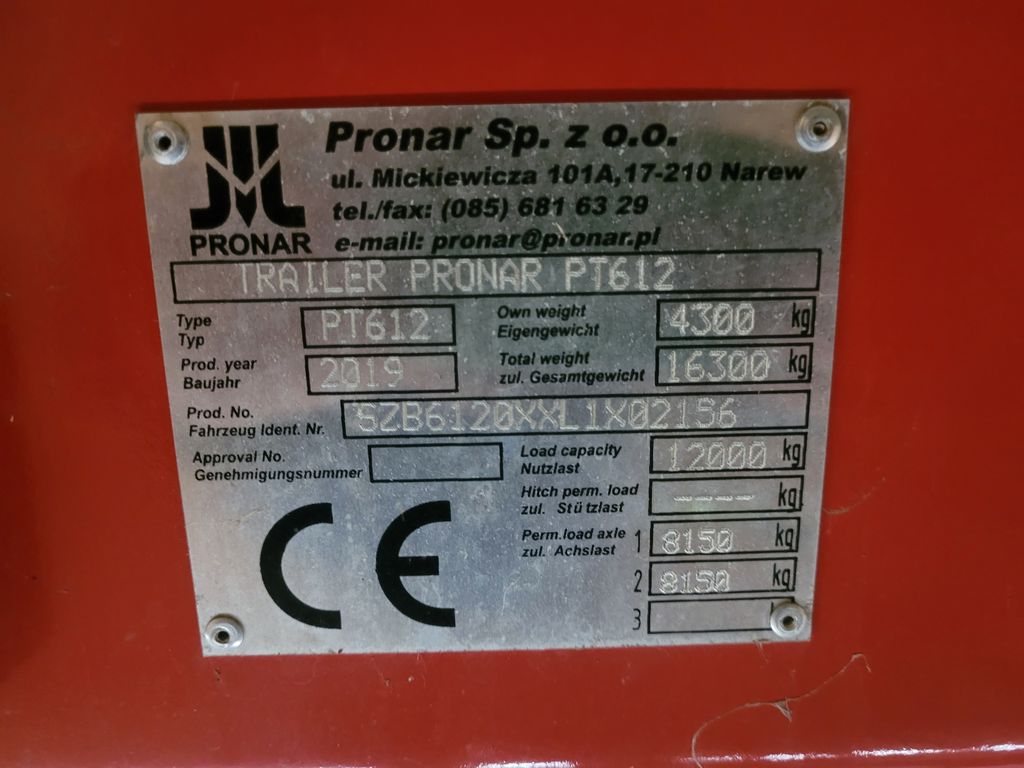 Pronar Sp. z o.o.
ul. Mickiewicza 101A,17-210 Narew
tel./fax: (085) 681 63 29
PRONAR e-mail: pronar@pronar.pl
TRAILER PRONAR PT612
Type
Typ
PT612
Own weight
Eigengewicht
4300 kg
Prod. year
Baujahr
2019
Total weight
zul. Gesamtgewicht
16300 kg
Prod. No.
Fahrzeug Ident. Nr.
SZB6120XXL1X02156
Approval No.
Genehmigungsnummer
Load capacity
Nutzlast
12000 kg
Hitch perm. load
zul. Stützlast
---- kg
Perm.load axle
zul. Achslast
1 8150 kg
2 8150 kg
3
CE